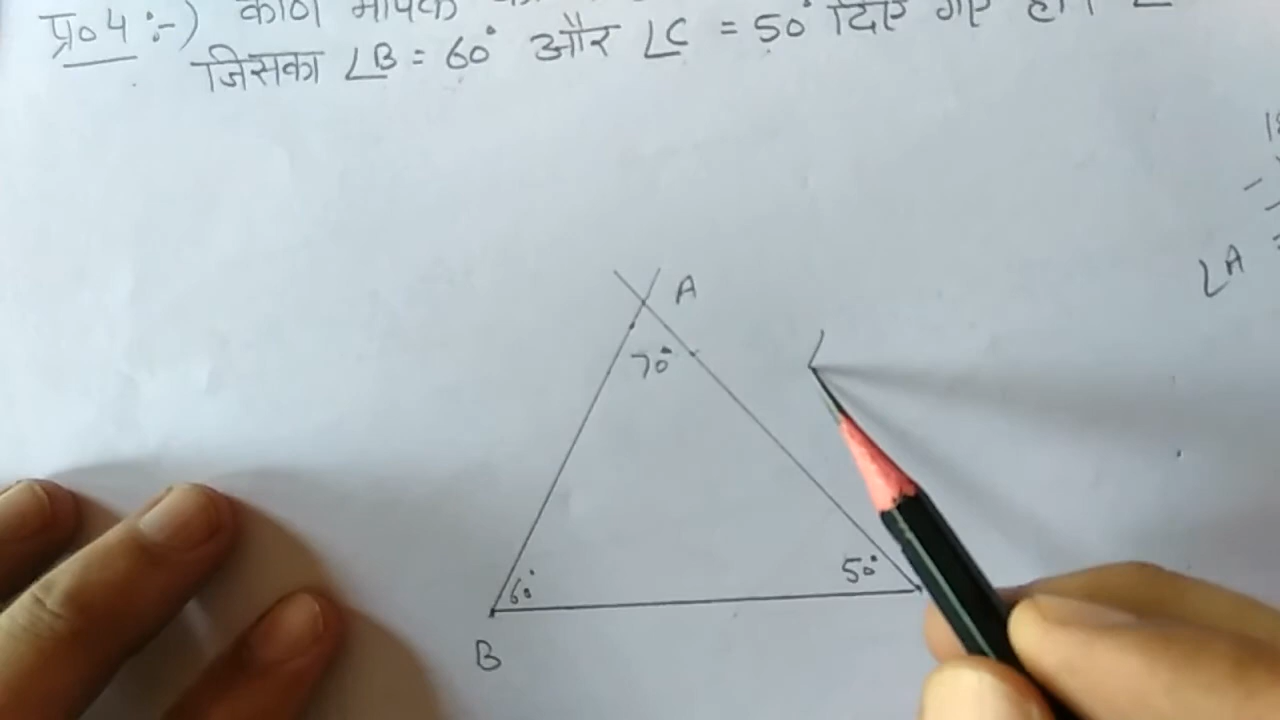 प्र०4 :-) कोण मापक
जिसका ∠B = 60° और ∠C = 50° दिए गए हो।
∠A
A
70°
60°
50°
B